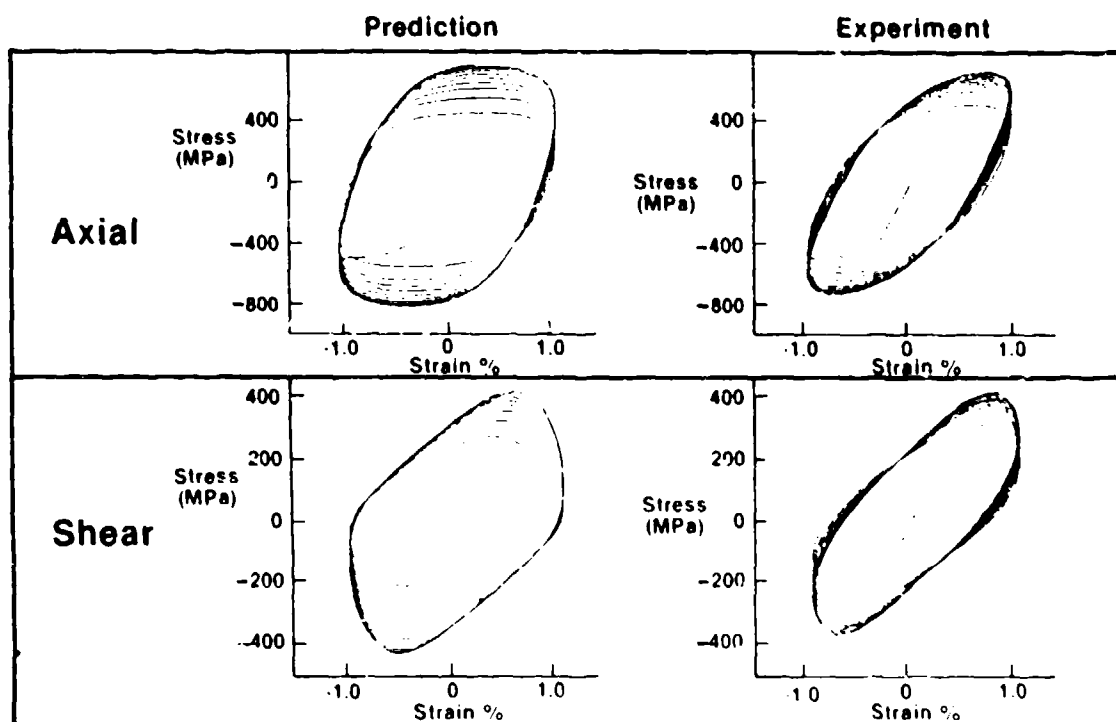 Prediction
Experiment
Axial
Stress
(MPa)
400
0
-400
-800
-1.0
0
1.0
Strain %
Stress
(MPa)
400
0
-400
-800
-1.0
0
1.0
Strain %
Shear
Stress
(MPa)
400
200
0
-200
-400
-1.0
0
1.0
Strain %
Stress
(MPa)
400
200
0
-200
-400
-1.0
0
1.0
Strain %